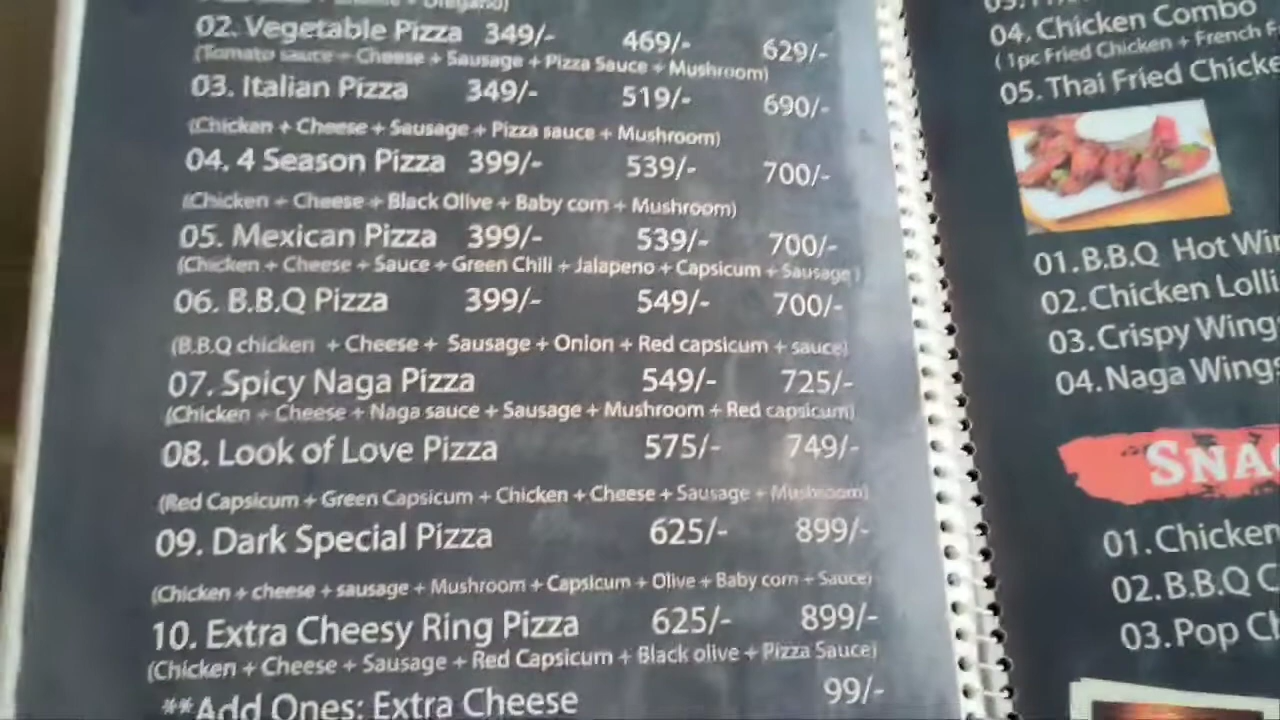 Oregano)
02. Vegetable Pizza 349/- 469/- 629/-
(Tomato sauce + Cheese + Sausage + Pizza Sauce + Mushroom)
03. Italian Pizza 349/- 519/- 690/-
(Chicken + Cheese + Sausage + Pizza sauce + Mushroom)
04. 4 Season Pizza 399/- 539/- 700/-
(Chicken + Cheese + Black Olive + Baby corn + Mushroom)
05. Mexican Pizza 399/- 539/- 700/-
(Chicken + Cheese + Sauce + Green Chili + Jalapeno + Capsicum + Sausage)
06. B.B.Q Pizza 399/- 549/- 700/-
(B.B.Q chicken + Cheese + Sausage + Onion + Red capsicum + sauce)
07. Spicy Naga Pizza 549/- 725/-
(Chicken + Cheese + Naga sauce + Sausage + Mushroom + Red capsicum)
08. Look of Love Pizza 575/- 749/-
(Red Capsicum + Green Capsicum + Chicken + Cheese + Sausage + Mushroom)
09. Dark Special Pizza 625/- 899/-
(Chicken + cheese + sausage + Mushroom + Capsicum + Olive + Baby corn + Sauce)
10. Extra Cheesy Ring Pizza 625/- 899/-
(Chicken + Cheese + Sausage + Red Capsicum + Black olive + Pizza Sauce)
**Add Ones: Extra Cheese 99/-
04. Chicken Combo
(1pc Fried Chicken + French F
05. Thai Fried Chicke
01. B.B.Q Hot Win
02. Chicken Lolli
03. Crispy Wings
04. Naga Wings
SNAC
01. Chicken
02. B.B.Q C
03. Pop Ch